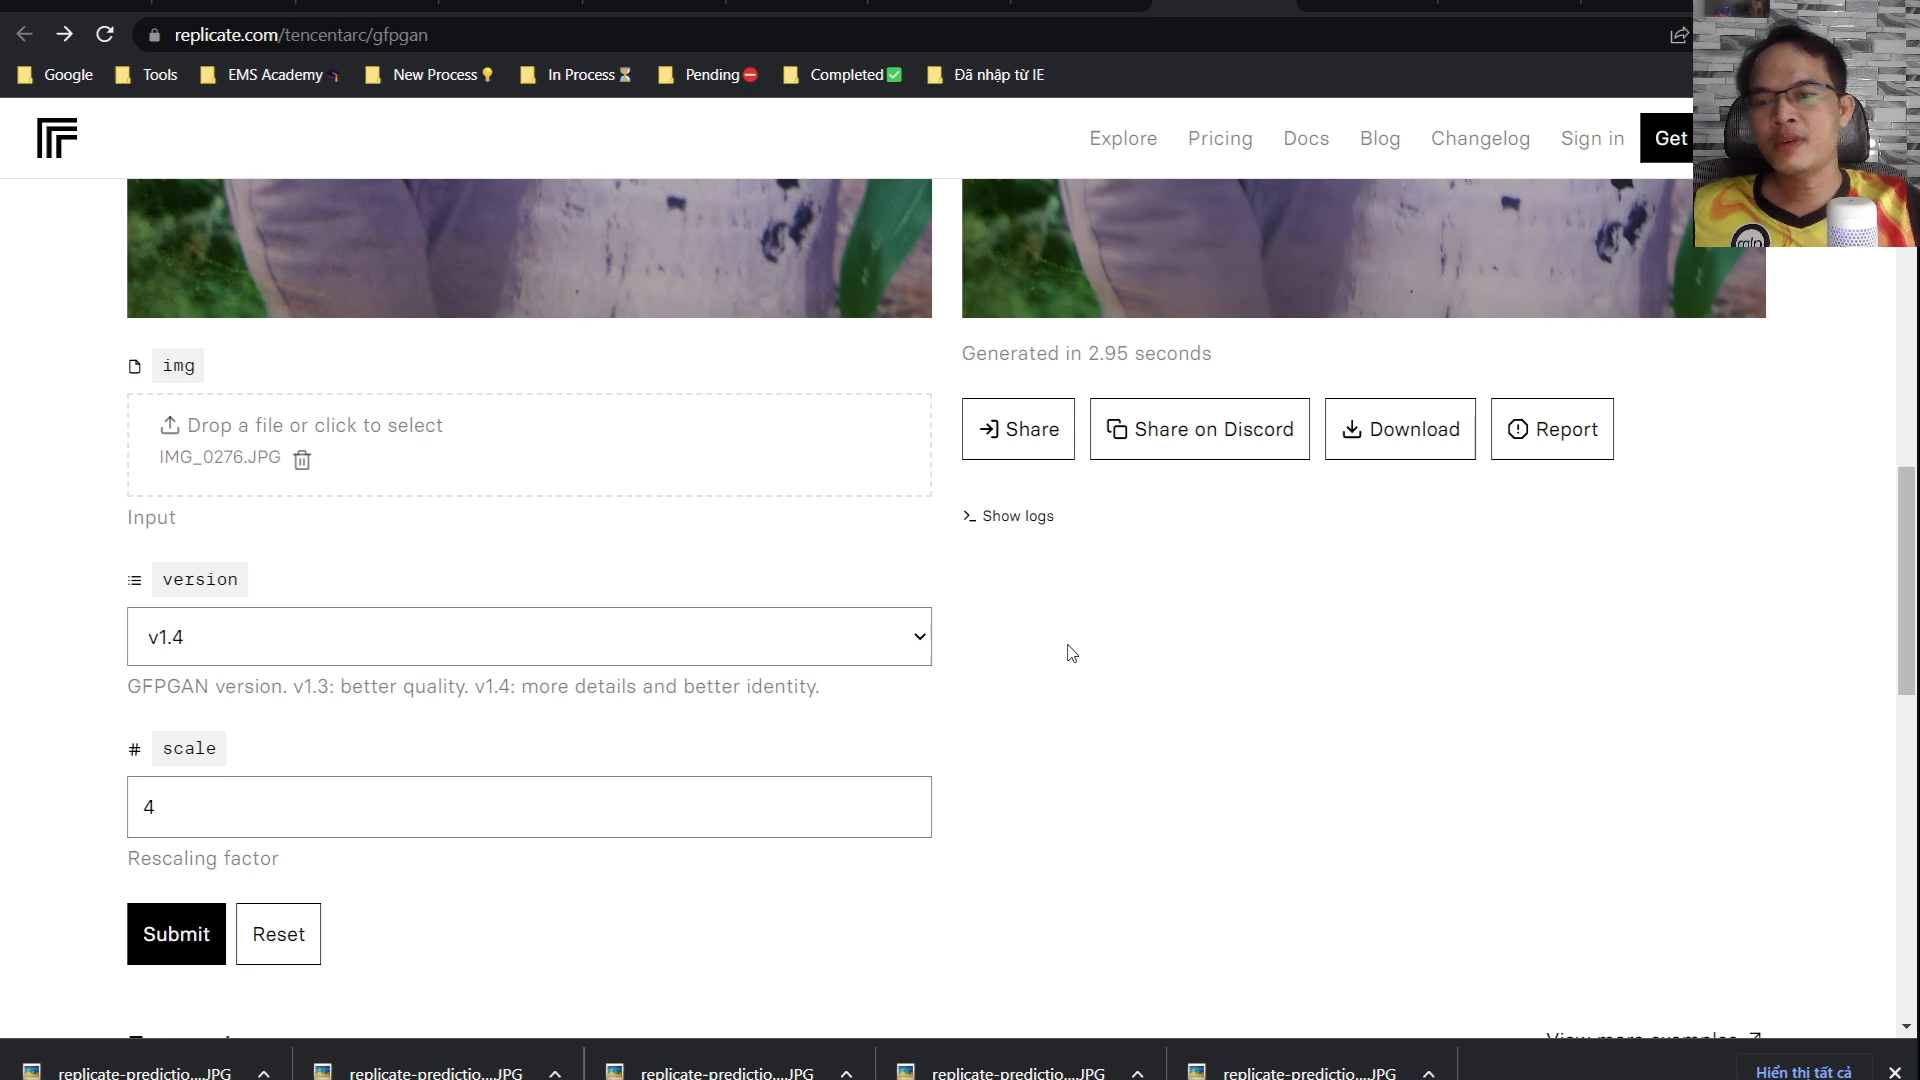 replicate.com/tencentarc/gfpgan
Google
Tools
EMS Academy
New Process
In Process
Pending
Completed
Đã nhập từ IE
Explore
Pricing
Docs
Blog
Changelog
Sign in
Get
img
Drop a file or click to select
IMG_0276.JPG
Input
version
v1.4
GFPGAN version. v1.3: better quality. v1.4: more details and better identity.
# scale
4
Rescaling factor
Submit
Reset
Generated in 2.95 seconds
Share
Share on Discord
Download
Report
>_ Show logs
View more examples
replicate-predictio....JPG
replicate-predictio....JPG
replicate-predictio....JPG
replicate-predictio....JPG
replicate-predictio....JPG
Hiển thị tất cả